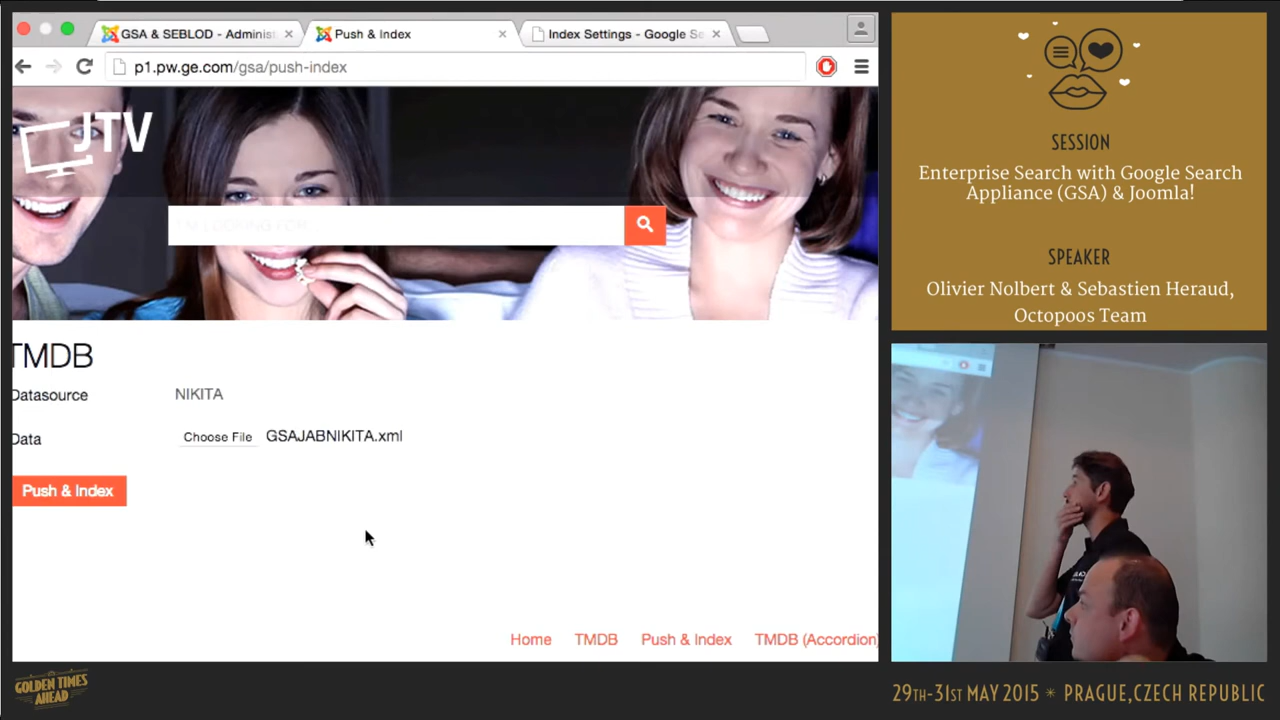 GSA & SEBLOD - Adminis
Push & Index
Index Settings - Google Se
p1.pw.ge.com/gsa/push-index
JTV
I'M LOOKING FOR...
TMDB
Datasource
NIKITA
Data
Choose File
GSAJABNIKITA.xml
Push & Index
Home
TMDB
Push & Index
TMDB (Accordion)
SESSION
Enterprise Search with Google Search
Appliance (GSA) & Joomla!
SPEAKER
Olivier Nolbert & Sebastien Heraud,
Octopoos Team
GOLDEN TIMES
AHEAD
29TH-31ST MAY 2015 * PRAGUE,CZECH REPUBLIC